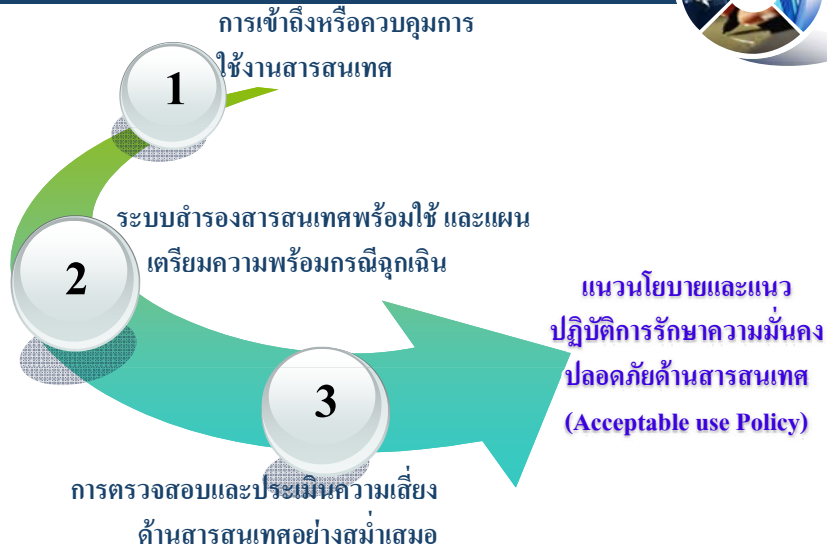 การเข้าถึงหรือควบคุมการ
ใช้งานสารสนเทศ
1
ระบบสำรองสารสนเทศพร้อมใช้ และแผน
เตรียมความพร้อมกรณีฉุกเฉิน
2
แนวนโยบายและแนว
ปฏิบัติการรักษาความมั่นคง
ปลอดภัยด้านสารสนเทศ
(Acceptable use Policy)
3
การตรวจสอบและประเมินความเสี่ยง
ด้านสารสนเทศอย่างสม่ำเสมอ